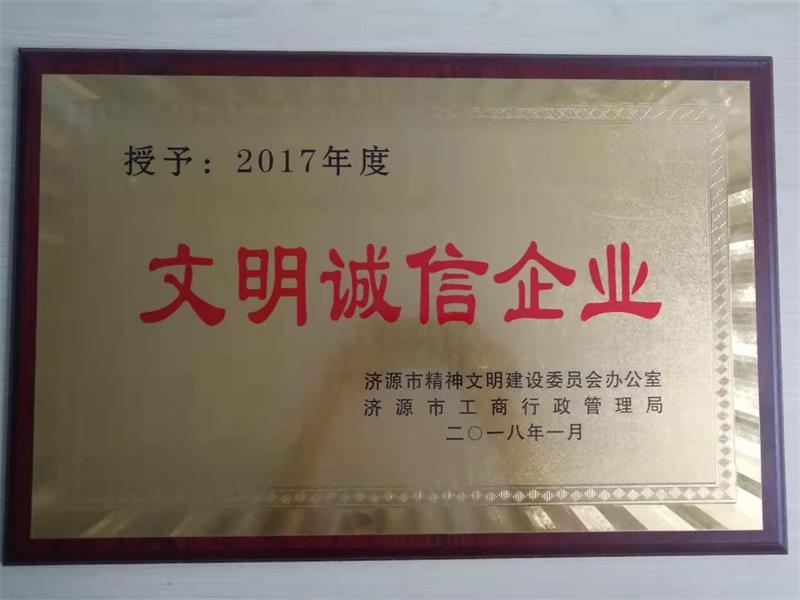 授予：2017年度
文明诚信企业
济源市精神文明建设委员会办公室
济源市工商行政管理局
二〇一八年一月